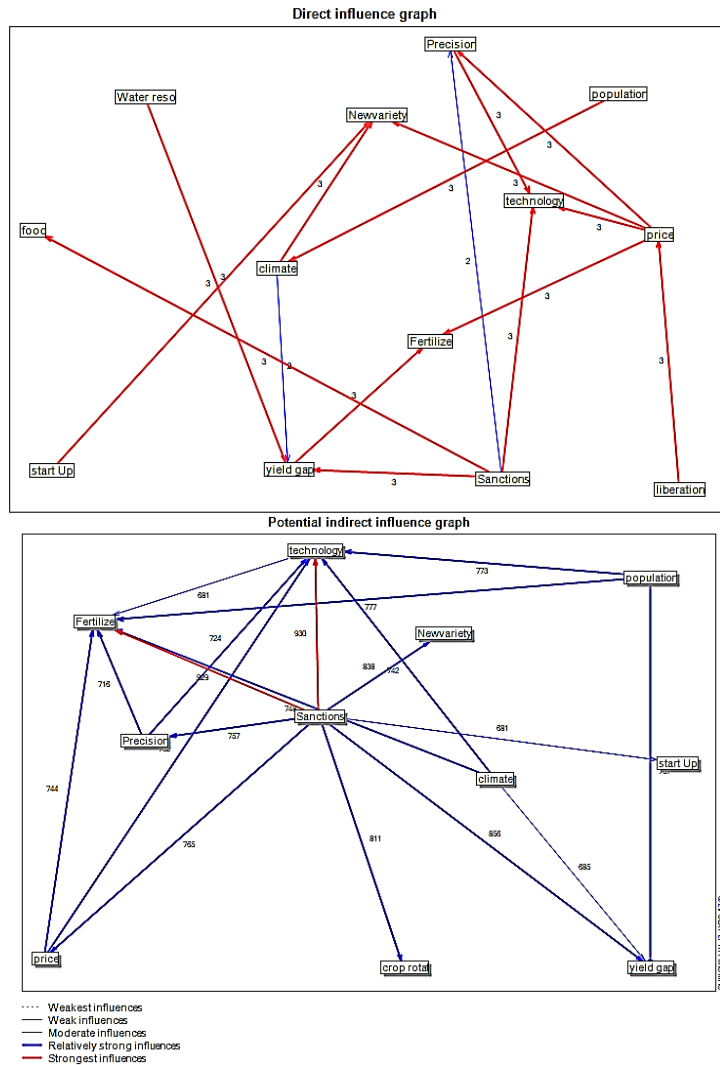 Direct influence graph
Precision
population
Water reso
Newvariety
3
3
3
3
technology
3
3
food
price
climate
3
3
2
3
3
Fertilize
3
3
3
2
3
start Up
yield gap
Sanctions
3
liberation
Potential indirect influence graph
technology
773
population
681
777
Fertilize
724
930
Newvariety
838
742
716
Sanctions
757
681
Precision
start Up
climate
744
765
811
856
685
price
crop rotat
yield gap
Weakest influences
Weak influences
Moderate influences
Relatively strong influences
Strongest influences